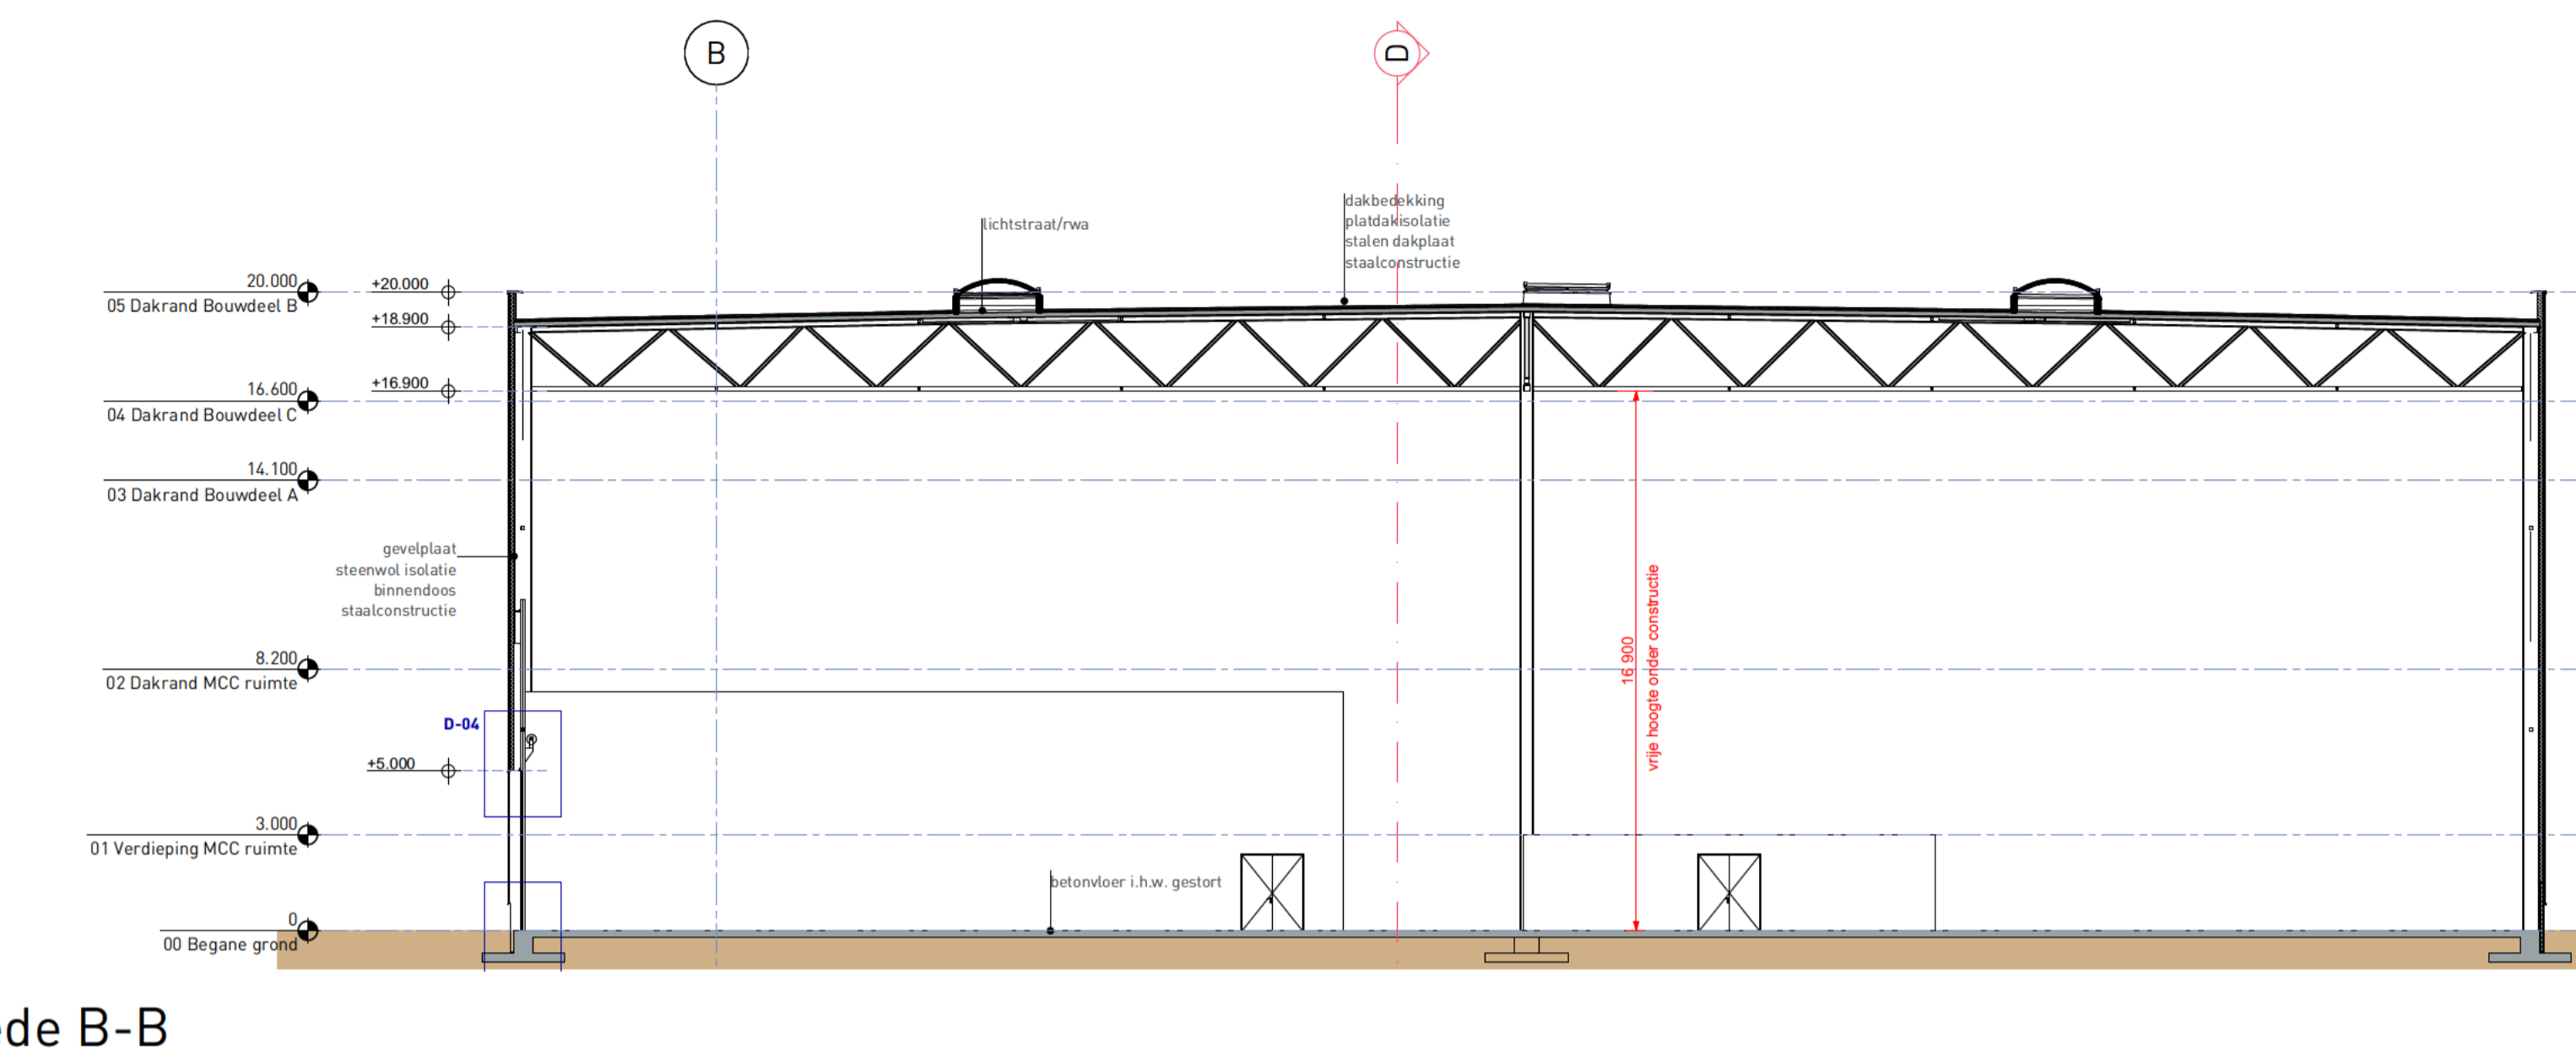 B
D
dakbedekking
platdakisolatie
stalen dakplaat
staalconstructie
lichtstraat/rwa
20.000
05 Dakrand Bouwdeel B
+20.000
+18.900
+16.900
16.600
04 Dakrand Bouwdeel C
14.100
03 Dakrand Bouwdeel A
gevelplaat
steenwol isolatie
binnendoos
staalconstructie
16 900
vrije hoogte onder constructie
8.200
02 Dakrand MCC ruimte
D-04
+5.000
3.000
01 Verdieping MCC ruimte
betonvloer i.h.w. gestort
0
00 Begane grond
ede B-B